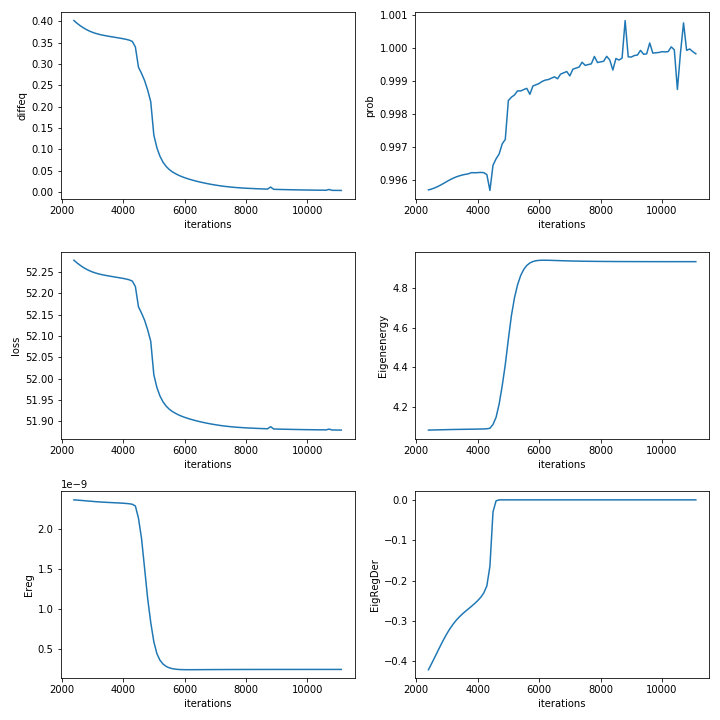 0.40
0.35
0.30
0.25
0.20
0.15
0.10
0.05
0.00
diffeq
2000 4000 6000 8000 10000
iterations
1.001
1.000
0.999
0.998
0.997
0.996
prob
2000 4000 6000 8000 10000
iterations
52.25
52.20
52.15
52.10
52.05
52.00
51.95
51.90
loss
2000 4000 6000 8000 10000
iterations
4.8
4.6
4.4
4.2
Eigenenergy
2000 4000 6000 8000 10000
iterations
1e−9
2.0
1.5
1.0
0.5
Ereg
2000 4000 6000 8000 10000
iterations
0.0
−0.1
−0.2
−0.3
−0.4
EigRegDer
2000 4000 6000 8000 10000
iterations